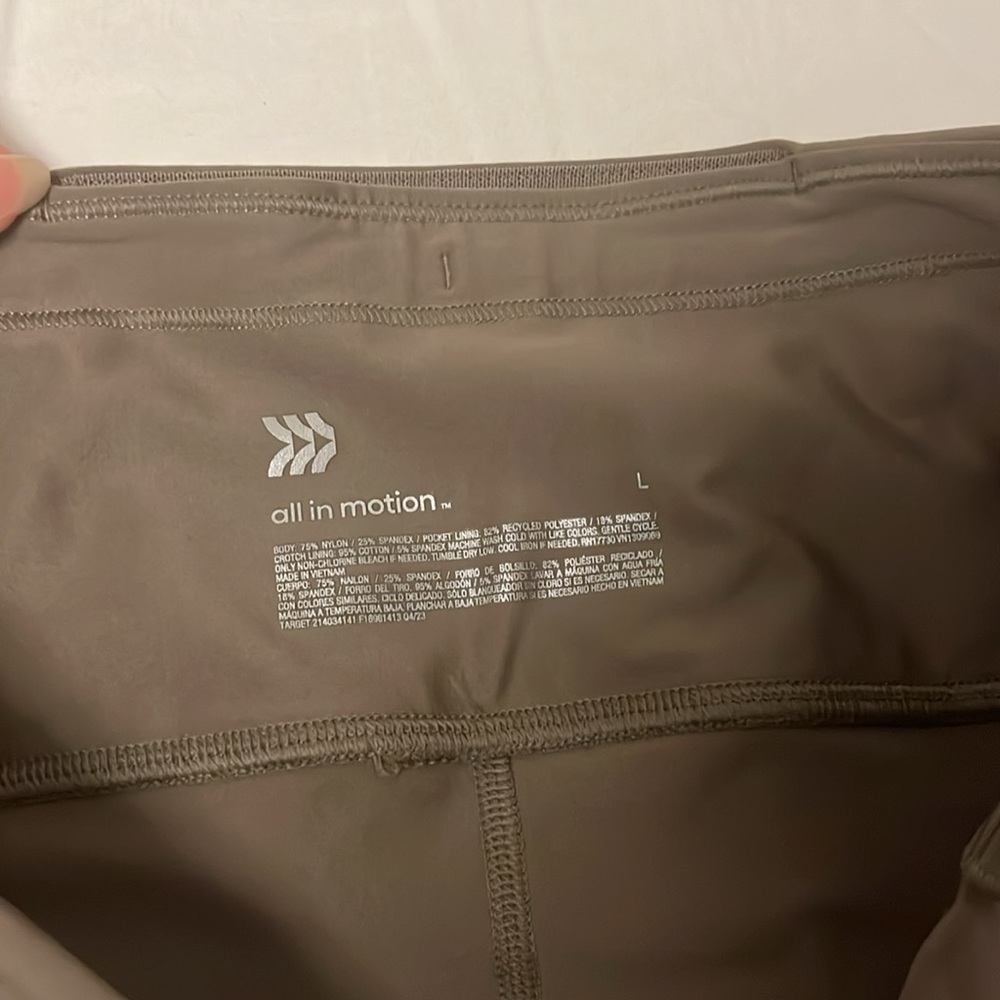 all in motion™
L
BODY: 75% NYLON / 25% SPANDEX / POCKET LINING: 82% RECYCLED POLYESTER / 18% SPANDEX /
CROTCH LINING: 95% COTTON / 5% SPANDEX MACHINE WASH COLD WITH LIKE COLORS. GENTLE CYCLE.
ONLY NON-CHLORINE BLEACH IF NEEDED. TUMBLE DRY LOW. COOL IRON IF NEEDED. RN17730 VN1309089
MADE IN VIETNAM
CUERPO: 75% NAILON / 25% SPANDEX / FORRO DE BOLSILLO: 82% POLIÉSTER RECICLADO /
18% SPANDEX / FORRO DEL TIRO: 95% ALGODÓN / 5% SPANDEX LAVAR A MÁQUINA CON AGUA FRÍA
CON COLORES SIMILARES. CICLO DELICADO. SÓLO BLANQUEADOR SIN CLORO SI ES NECESARIO. SECAR A
MÁQUINA A TEMPERATURA BAJA. PLANCHAR A BAJA TEMPERATURA SI ES NECESARIO HECHO EN VIETNAM
TARGET 214034141 F18981413 04/23